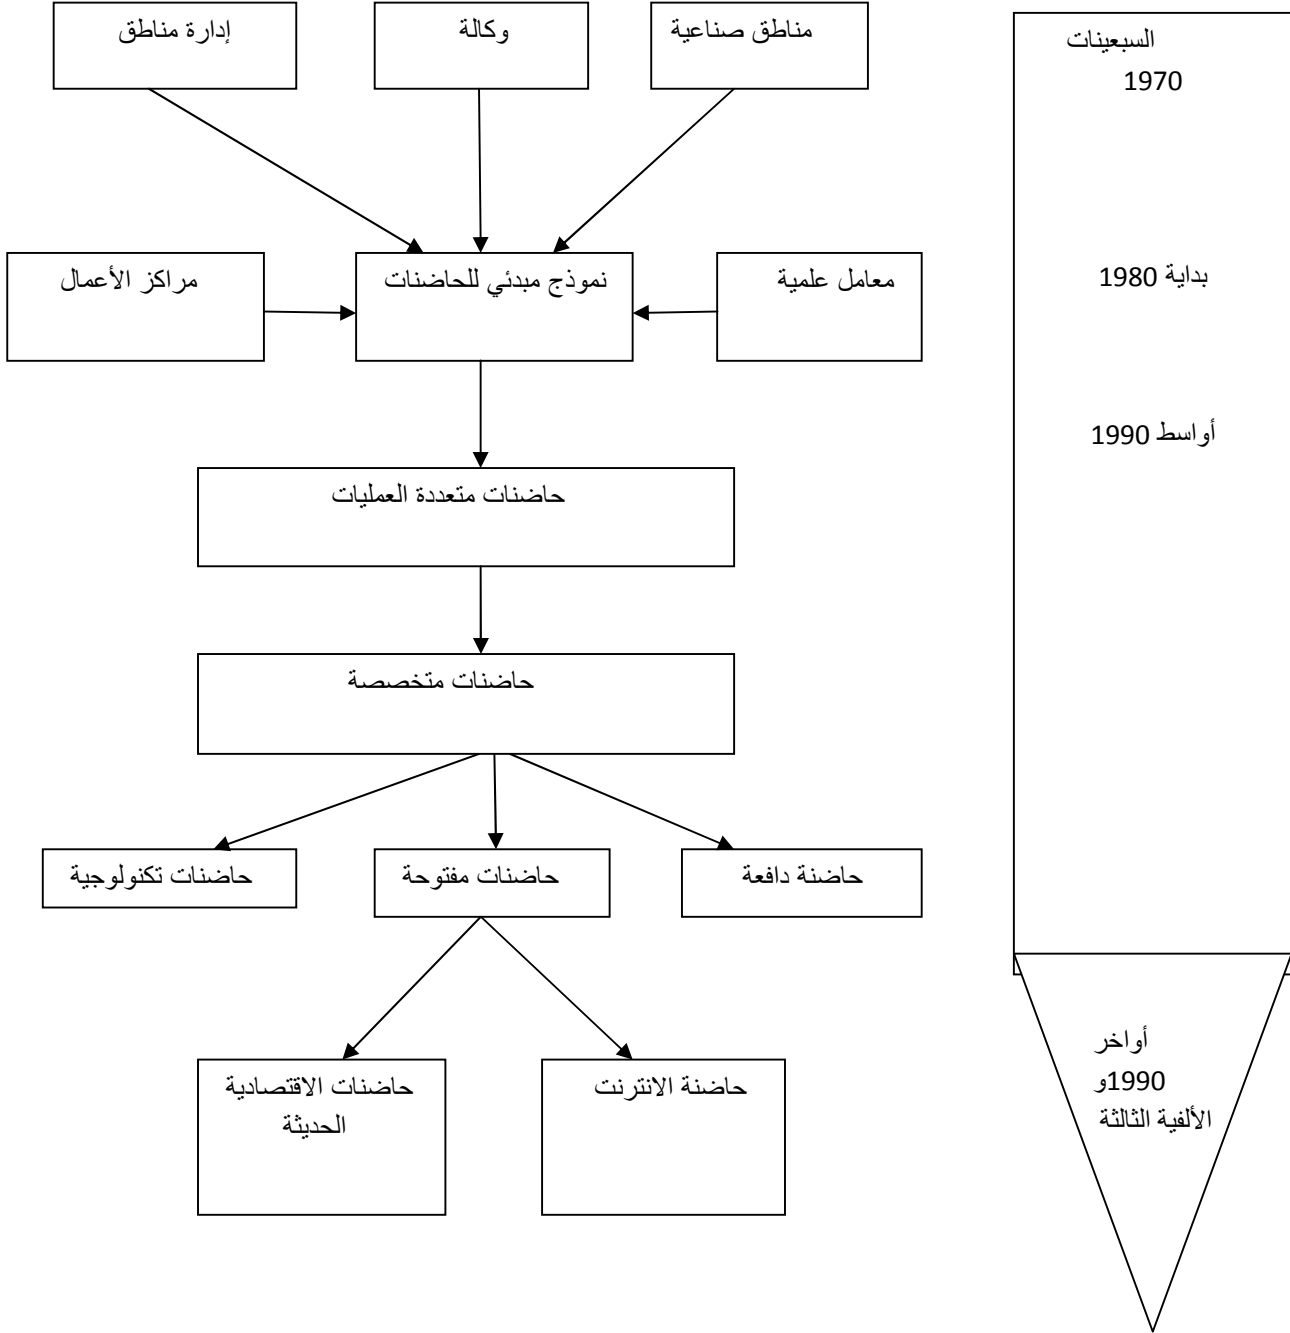 مناطق صناعية
وكالة
إدارة مناطق
السبعينات
1970
معامل علمية
نموذج مبدئي للحاضنات
مراكز الأعمال
بداية 1980
أواسط 1990
حاضنات متعددة العمليات
حاضنات متخصصة
حاضنة دافعة
حاضنات مفتوحة
حاضنات تكنولوجية
حاضنة الانترنت
حاضنات الاقتصادية
الحديثة
أواخر
1990و
الألفية الثالثة